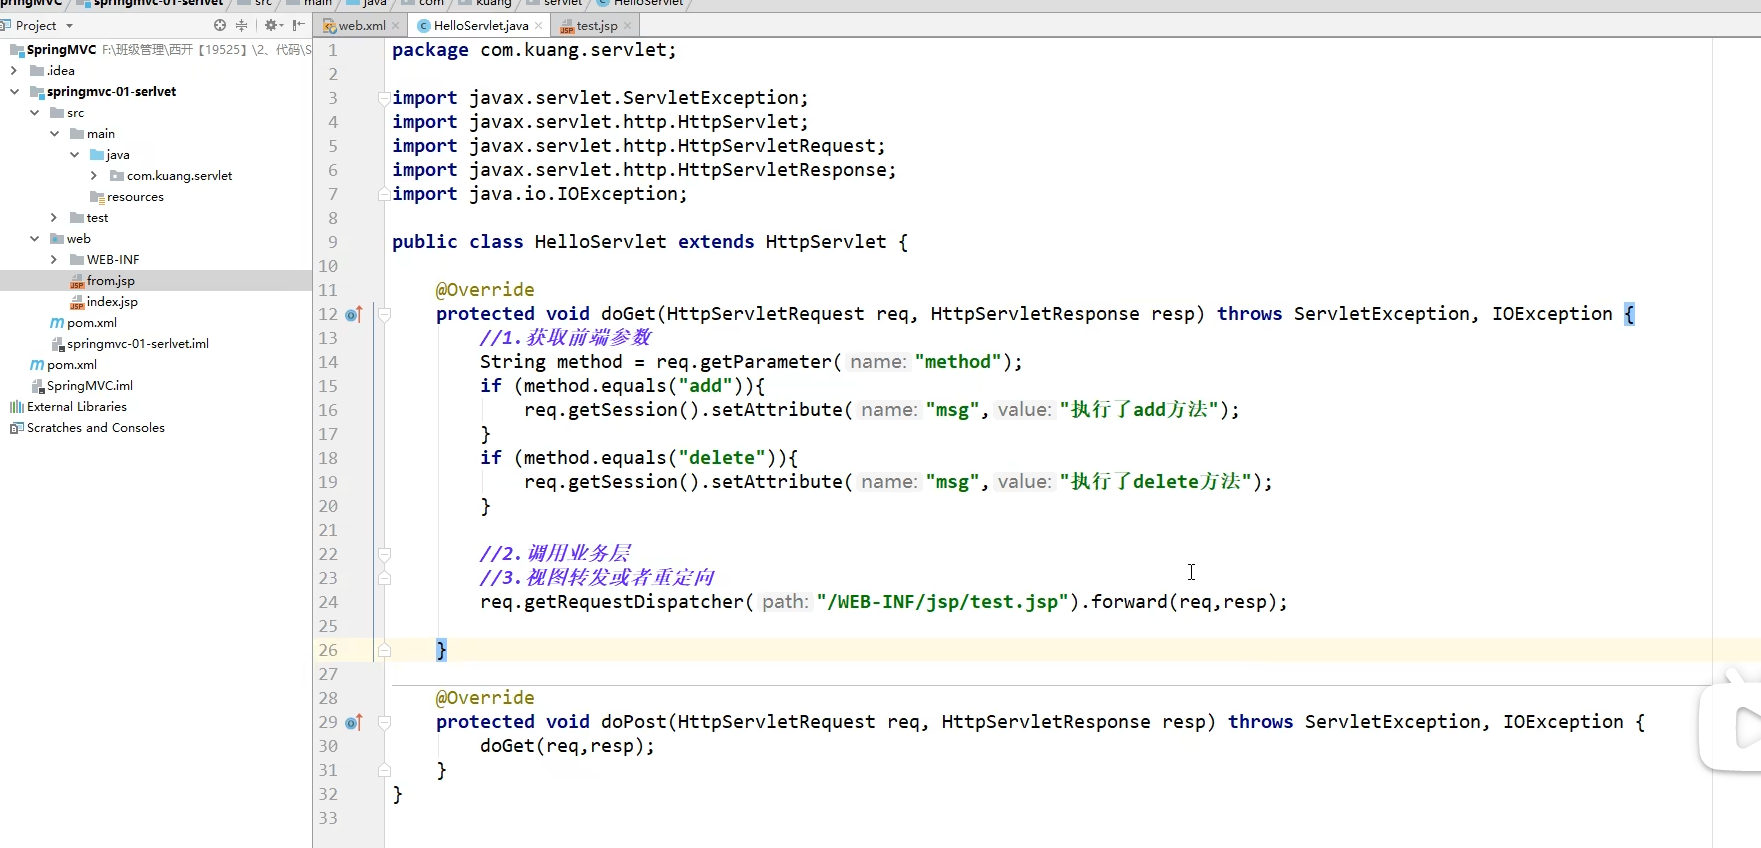 springmvc-01-serlvet
src
main
java
com
kuang
servlet
HelloServlet
Project
web.xml
HelloServlet.java
test.jsp
SpringMVC F:\班级管理\西开【19525】\2、代码\S
.idea
springmvc-01-serlvet
src
main
java
com.kuang.servlet
resources
test
web
WEB-INF
from.jsp
index.jsp
pom.xml
springmvc-01-serlvet.iml
pom.xml
SpringMVC.iml
External Libraries
Scratches and Consoles
1 package com.kuang.servlet;
2
3 import javax.servlet.ServletException;
4 import javax.servlet.http.HttpServlet;
5 import javax.servlet.http.HttpServletRequest;
6 import javax.servlet.http.HttpServletResponse;
7 import java.io.IOException;
8
9 public class HelloServlet extends HttpServlet {
10
11 @Override
12 protected void doGet(HttpServletRequest req, HttpServletResponse resp) throws ServletException, IOException {
13 //1.获取前端参数
14 String method = req.getParameter( name: "method");
15 if (method.equals("add")){
16 req.getSession().setAttribute( name: "msg", value: "执行了add方法");
17 }
18 if (method.equals("delete")){
19 req.getSession().setAttribute( name: "msg", value: "执行了delete方法");
20 }
21
22 //2.调用业务层
23 //3.视图转发或者重定向
24 req.getRequestDispatcher( path: "/WEB-INF/jsp/test.jsp").forward(req,resp);
25
26 }
27
28 @Override
29 protected void doPost(HttpServletRequest req, HttpServletResponse resp) throws ServletException, IOException {
30 doGet(req,resp);
31 }
32 }
33